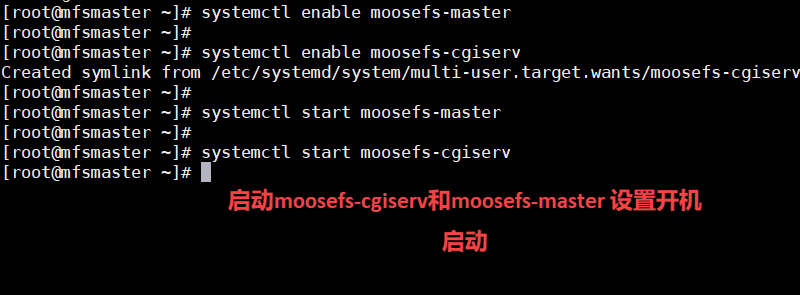 [root@mfsmaster ~]# systemctl enable moosefs-master
[root@mfsmaster ~]#
[root@mfsmaster ~]# systemctl enable moosefs-cgiserv
Created symlink from /etc/systemd/system/multi-user.target.wants/moosefs-cgiserv
[root@mfsmaster ~]#
[root@mfsmaster ~]# systemctl start moosefs-master
[root@mfsmaster ~]#
[root@mfsmaster ~]# systemctl start moosefs-cgiserv
[root@mfsmaster ~]#
启动moosefs-cgiserv和moosefs-master 设置开机
启动